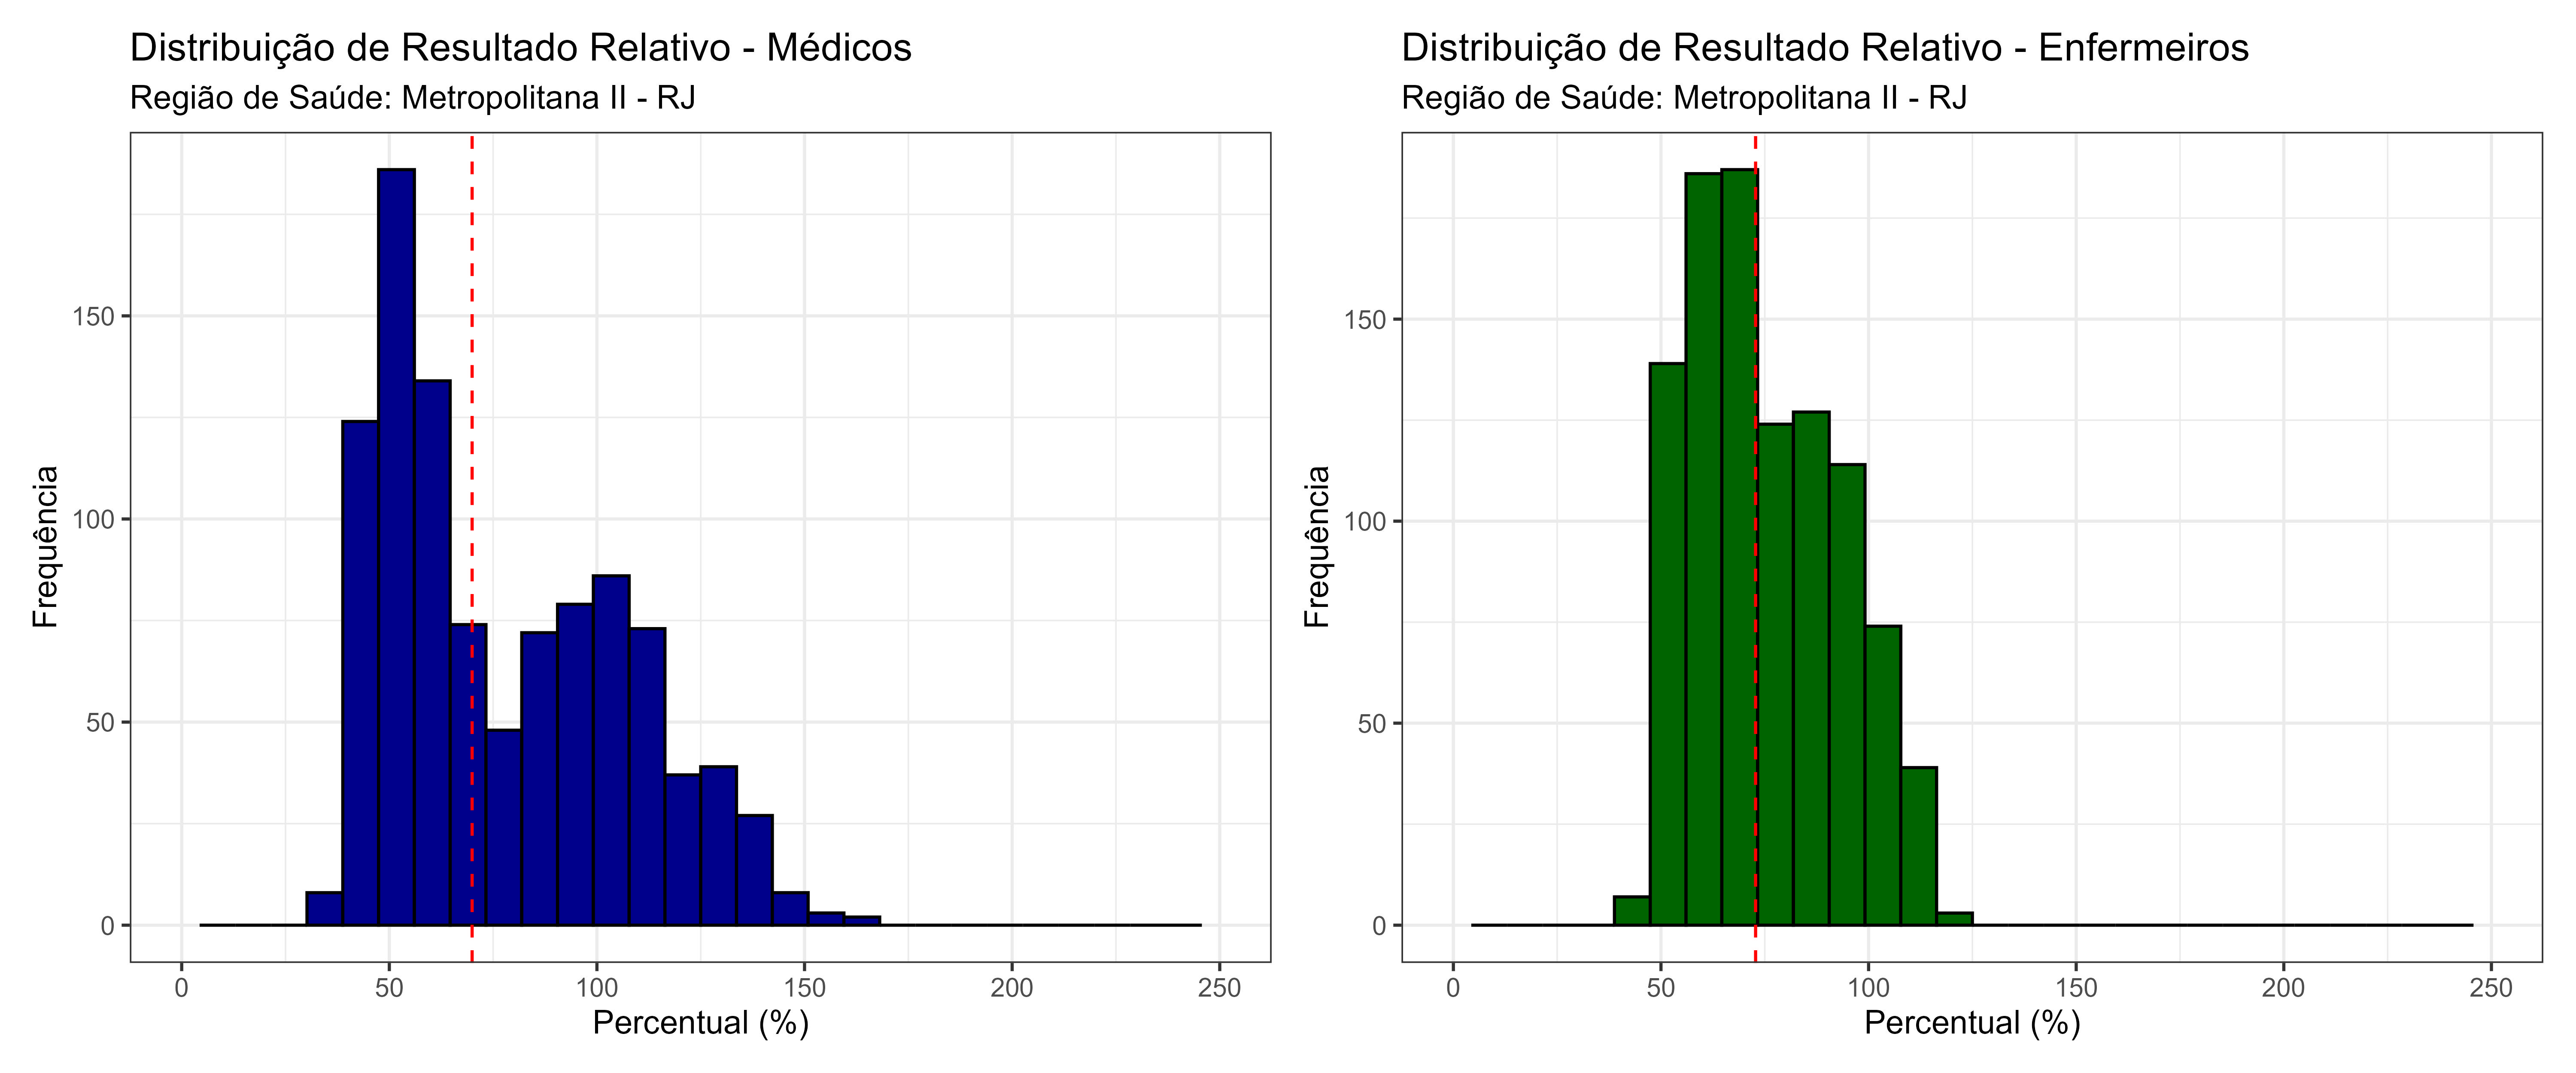 Distribuição de Resultado Relativo - Médicos
Região de Saúde: Metropolitana II - RJ
Frequência
150
100
50
0
0 50 100 150 200 250
Percentual (%)
Distribuição de Resultado Relativo - Enfermeiros
Região de Saúde: Metropolitana II - RJ
Frequência
150
100
50
0
0 50 100 150 200 250
Percentual (%)